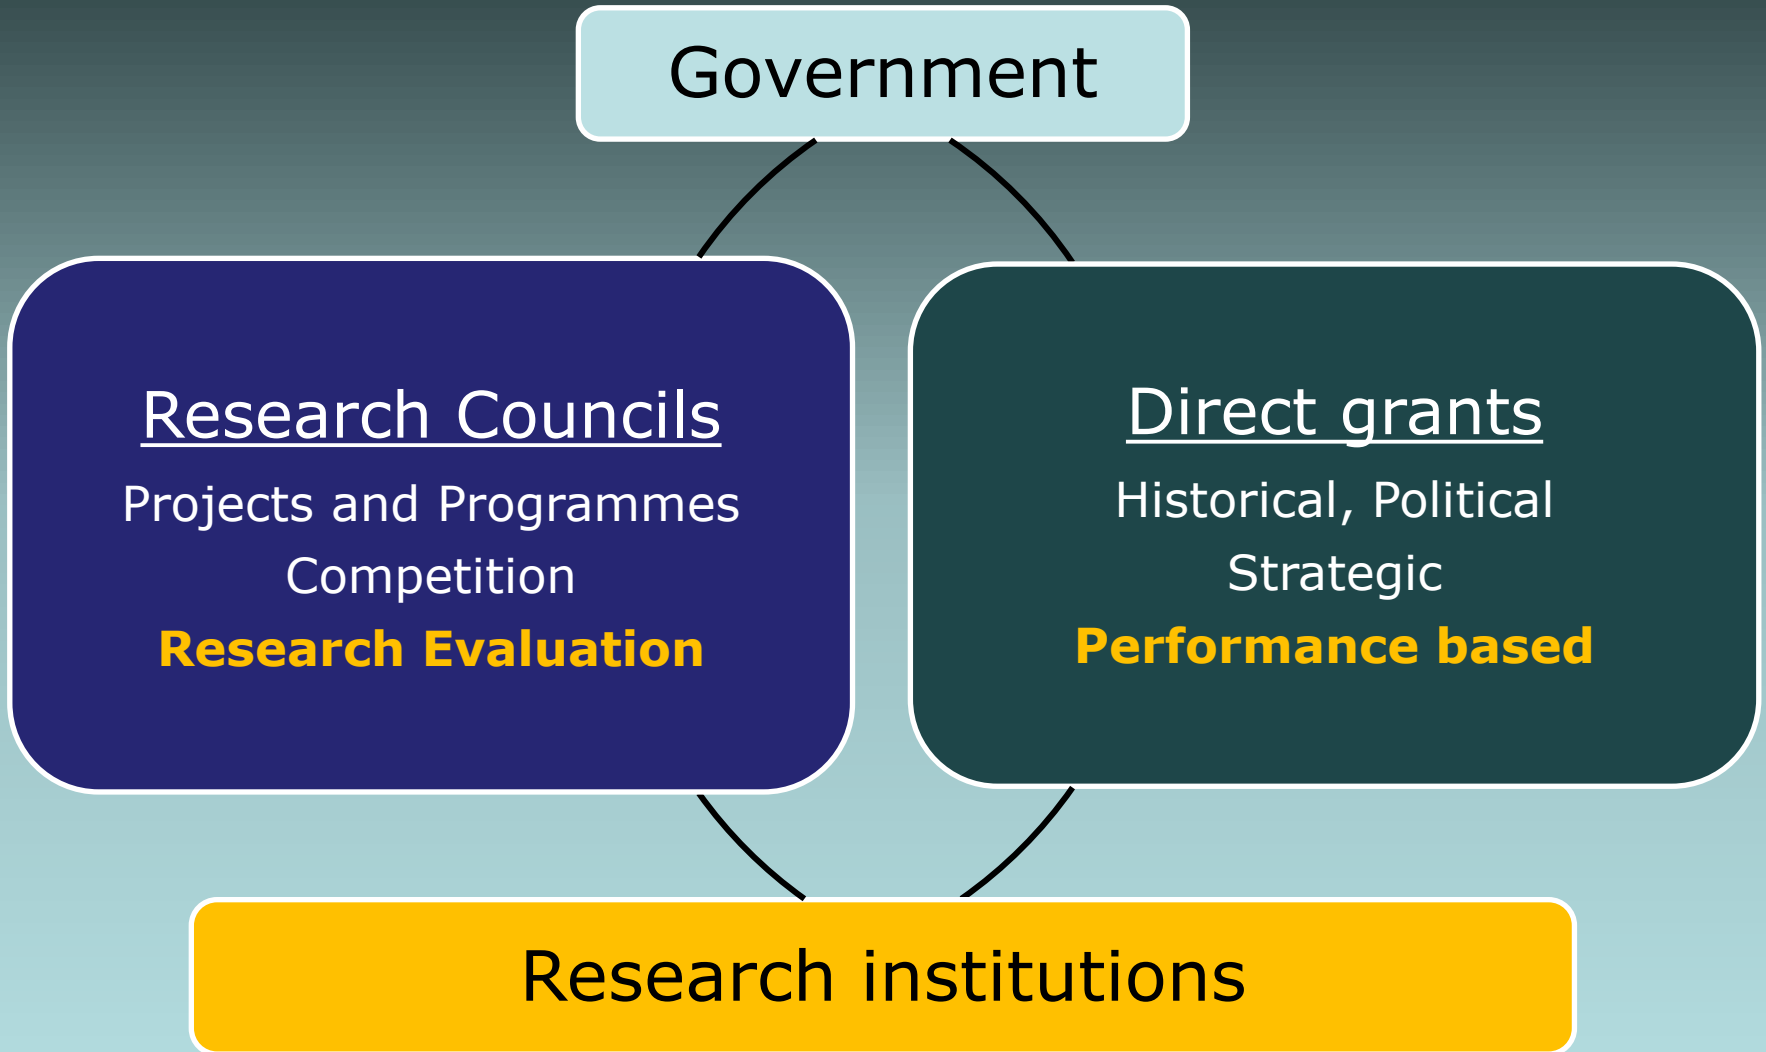 Government
Research Councils
Projects and Programmes
Competition
Research Evaluation
Direct grants
Historical, Political
Strategic
Performance based
Research institutions